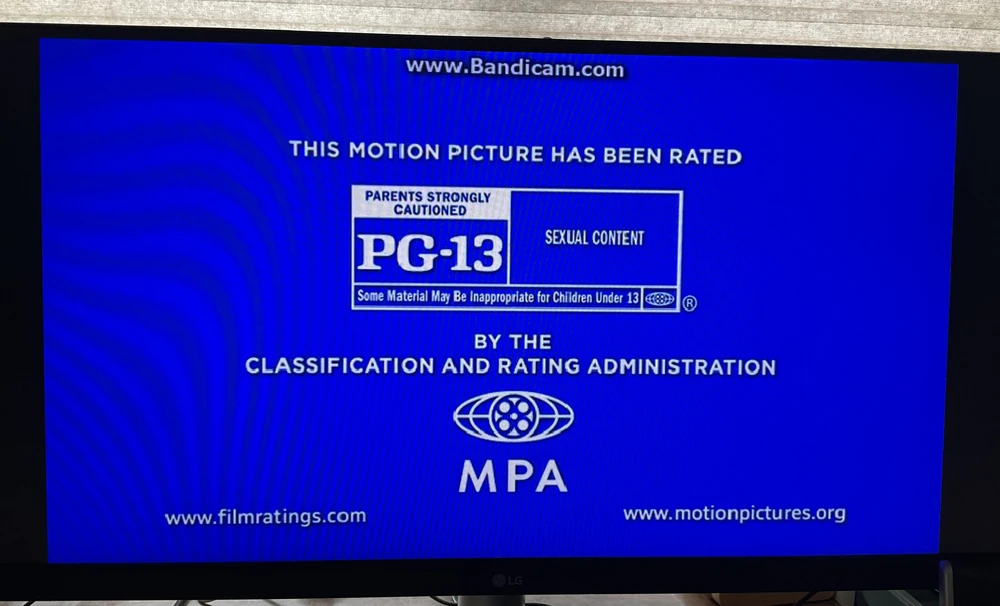 www.Bandicam.com
THIS MOTION PICTURE HAS BEEN RATED
PARENTS STRONGLY
CAUTIONED
PG-13
SEXUAL CONTENT
Some Material May Be Inappropriate for Children Under 13
®
BY THE
CLASSIFICATION AND RATING ADMINISTRATION
MPA
www.filmratings.com
www.motionpictures.org
LG